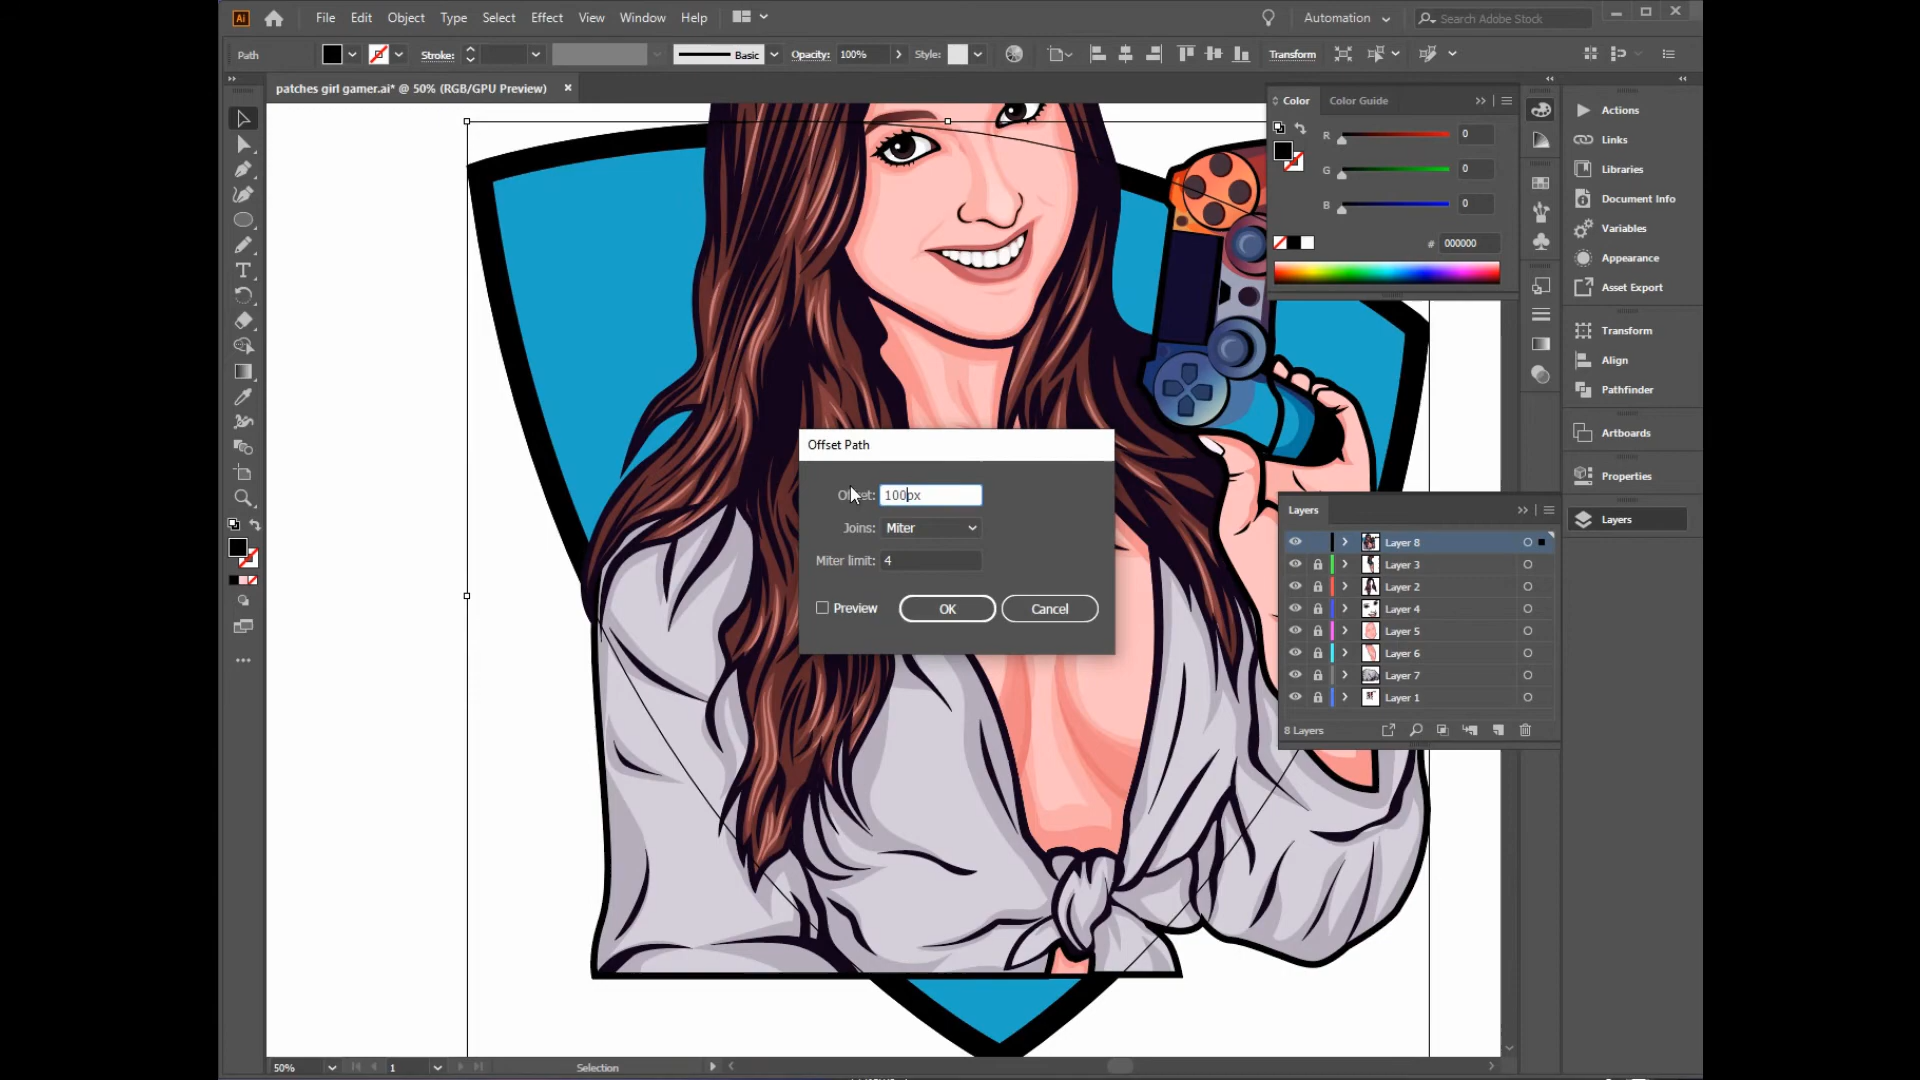 Ai File Edit Object Type Select Effect View Window Help Automation Search Adobe Stock
Path Stroke: Basic Opacity: 100% Style: Transform
patches girl gamer.ai* @ 50% (RGB/GPU Preview)
Color Color Guide
R 0
G 0
B 0
# 000000
Actions
Links
Libraries
Document Info
Variables
Appearance
Asset Export
Transform
Align
Pathfinder
Artboards
Properties
Layers
Offset Path
Offset: 100px
Joins: Miter
Miter limit: 4
Preview OK Cancel
Layers
Layer 8
Layer 3
Layer 2
Layer 4
Layer 5
Layer 6
Layer 7
Layer 1
8 Layers
50% 1 Selection